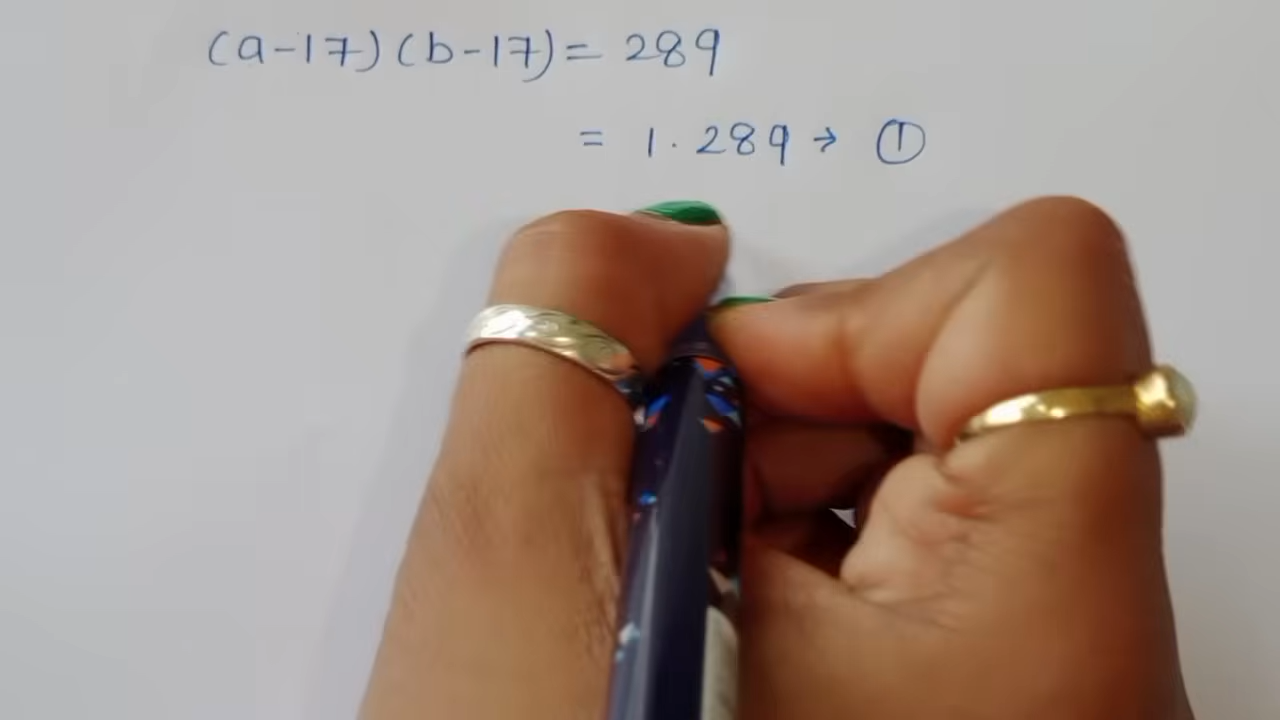 (a-17)(b-17)= 289
= 1.289 → ①